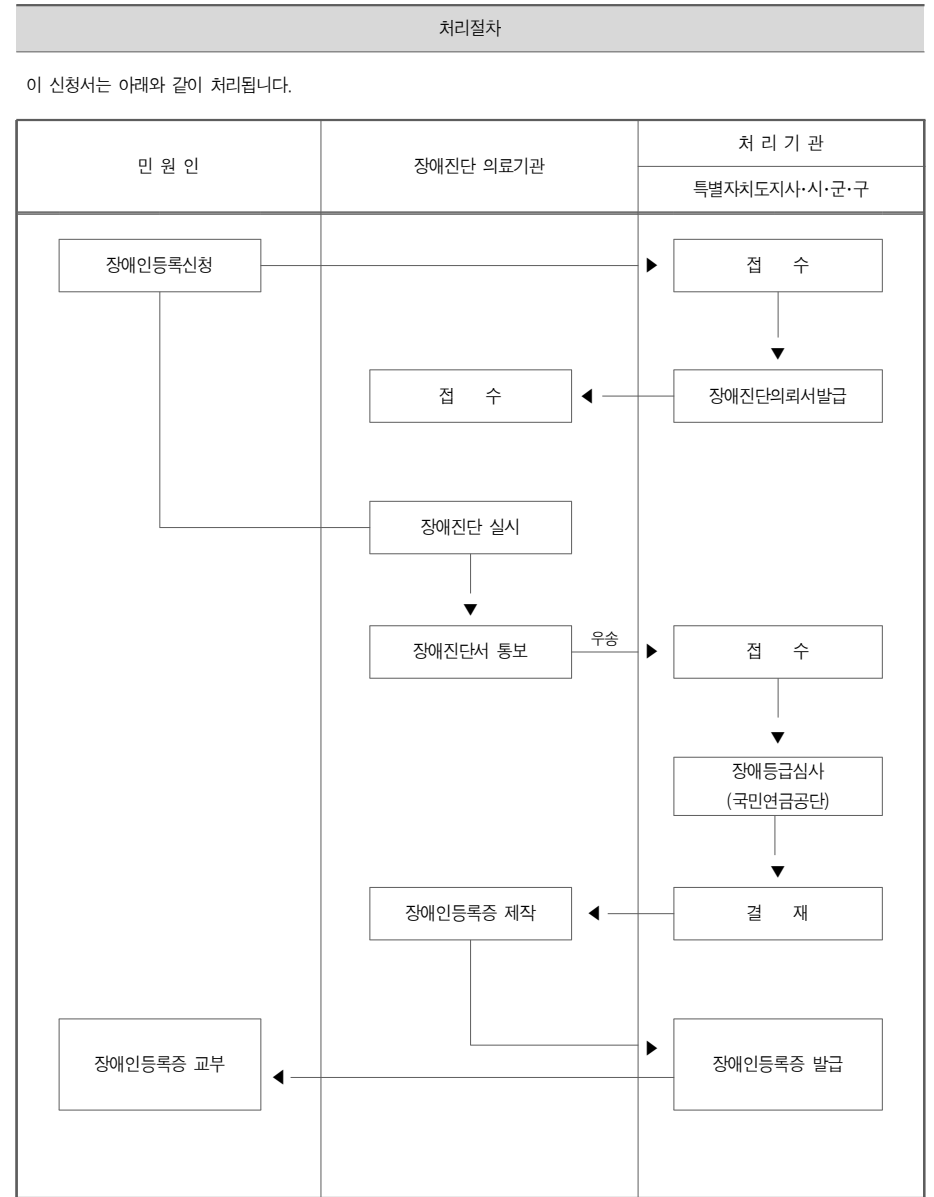 처리절차
이 신청서는 아래와 같이 처리됩니다.
민 원 인
장애진단 의료기관
처 리 기 관
특별자치도지사·시·군·구
장애인등록신청
접 수
접 수
장애진단의뢰서발급
장애진단 실시
장애진단서 통보
우송
접 수
장애등급심사
(국민연금공단)
장애인등록증 제작
결 재
장애인등록증 교부
장애인등록증 발급